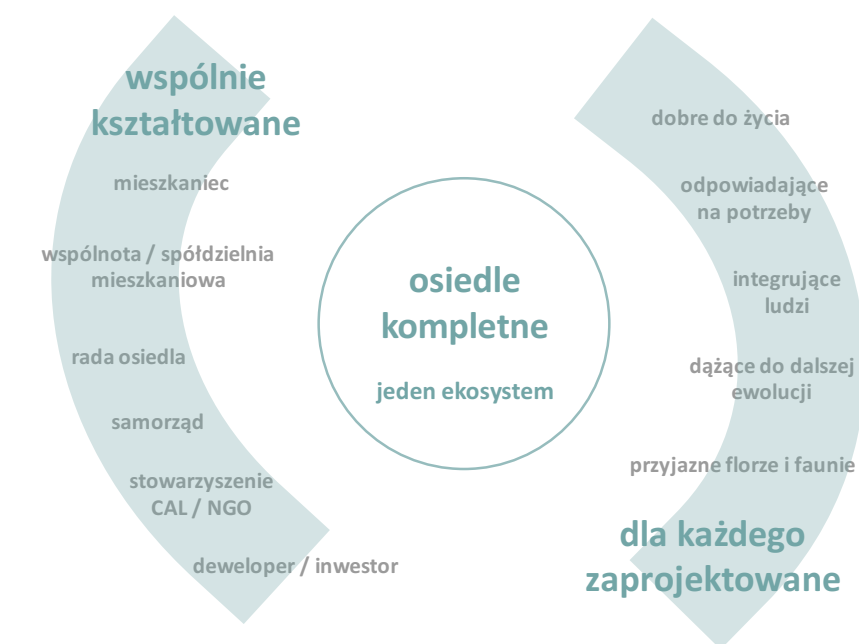 wspólnie
kształtowane
mieszkaniec
wspólnota / spółdzielnia
mieszkaniowa
rada osiedla
samorząd
stowarzyszenie
CAL / NGO
deweloper / inwestor
osiedle
kompletne
jeden ekosystem
dobre do życia
odpowiadające
na potrzeby
integrujące
ludzi
dążące do dalszej
ewolucji
przyjazne florze i faunie
dla każdego
zaprojektowane